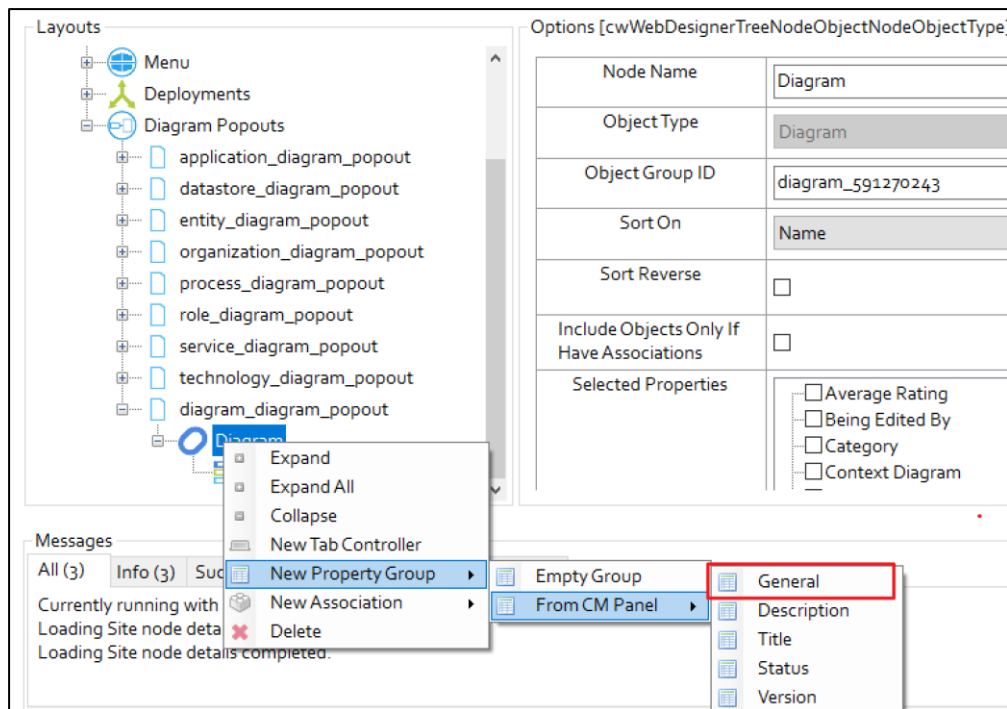 Layouts
Menu
Deployments
Diagram Popouts
application_diagram_popout
datastore_diagram_popout
entity_diagram_popout
organization_diagram_popout
process_diagram_popout
role_diagram_popout
service_diagram_popout
technology_diagram_popout
diagram_diagram_popout
Diagram
Expand
Expand All
Collapse
New Tab Controller
New Property Group
New Association
Delete
Empty Group
From CM Panel
General
Description
Title
Status
Version
Options [cwWebDesignerTreeNodeObjectNodeObjectType]
Node Name
Diagram
Object Type
Diagram
Object Group ID
diagram_591270243
Sort On
Name
Sort Reverse
Include Objects Only If
Have Associations
Selected Properties
Average Rating
Being Edited By
Category
Context Diagram
Messages
All (3)
Info (3)
Suc
Currently running with
Loading Site node deta
Loading Site node details completed.